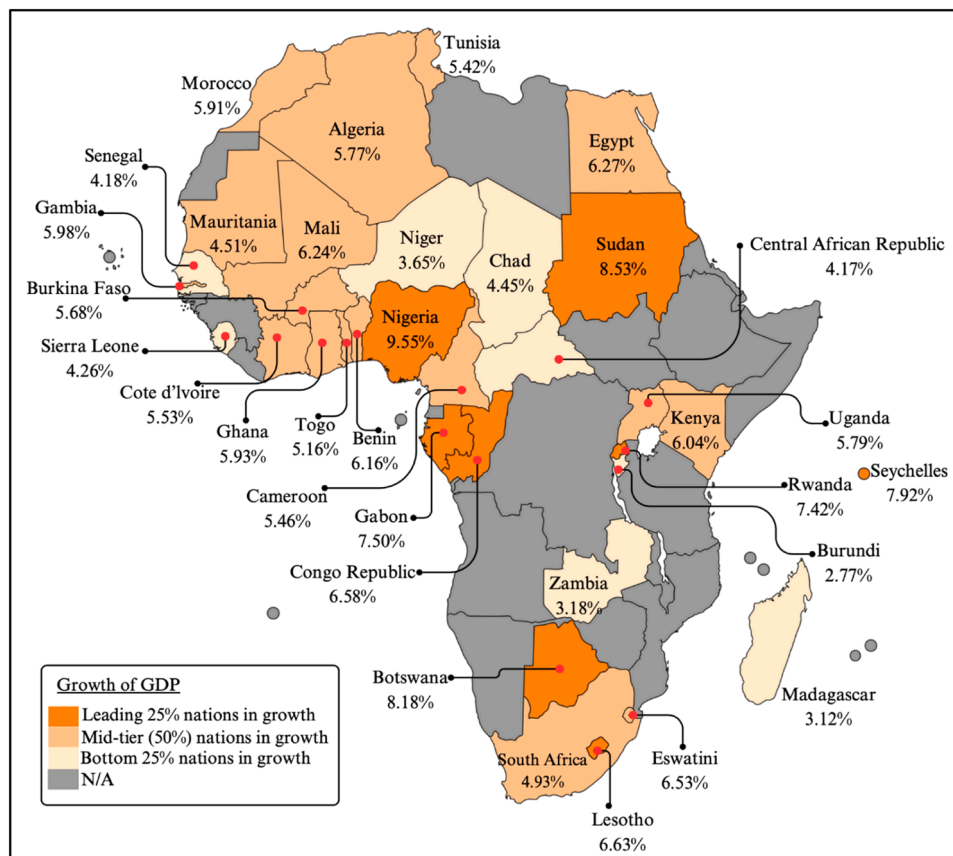 Tunisia
5.42%
Morocco
5.91%
Algeria
5.77%
Egypt
6.27%
Senegal
4.18%
Gambia
5.98%
Mauritania
4.51%
Mali
6.24%
Niger
3.65%
Chad
4.45%
Sudan
8.53%
Central African Republic
4.17%
Burkina Faso
5.68%
Nigeria
9.55%
Sierra Leone
4.26%
Cote d'Ivoire
5.53%
Ghana
5.93%
Togo
5.16%
Benin
6.16%
Kenya
6.04%
Uganda
5.79%
Seychelles
7.92%
Rwanda
7.42%
Cameroon
5.46%
Gabon
7.50%
Congo Republic
6.58%
Burundi
2.77%
Zambia
3.18%
Botswana
8.18%
Madagascar
3.12%
South Africa
4.93%
Eswatini
6.53%
Lesotho
6.63%
Growth of GDP
Leading 25% nations in growth
Mid-tier (50%) nations in growth
Bottom 25% nations in growth
N/A